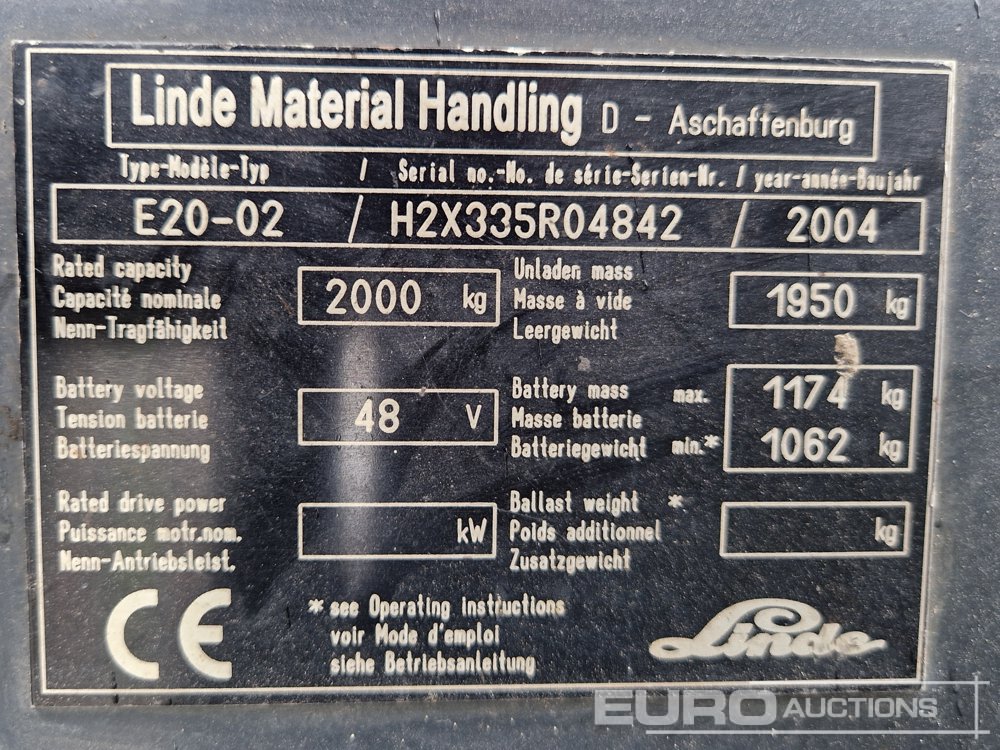 Linde Material Handling D - Aschaftenburg
Type-Modèle-Typ / Serial no.-No. de série-Serien-Nr. / year-année-Baujahr
E20-02 / H2X335R04842 / 2004
Rated capacity
Capacité nominale
Nenn-Tragfähigkeit
2000 kg
Unladen mass
Masse à vide
Leergewicht
1950 kg
Battery voltage
Tension batterie
Batteriespannung
48 V
Battery mass max. 1174 kg
Masse batterie
Batteriegewicht min.* 1062 kg
Rated drive power
Puissance motr.nom.
Nenn-Antriebsleist.
kW
Ballast weight *
Poids additionnel
Zusatzgewicht
kg
CE
* see Operating instructions
voir Mode d'emploi
siehe Betriebsanleitung
Linde
EURO AUCTIONS